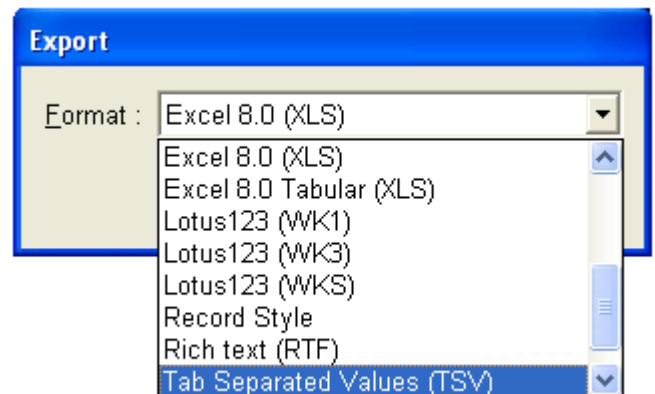 Export
Format : Excel 8.0 (XLS)
Excel 8.0 (XLS)
Excel 8.0 Tabular (XLS)
Lotus123 (WK1)
Lotus123 (WK3)
Lotus123 (WKS)
Record Style
Rich text (RTF)
Tab Separated Values (TSV)